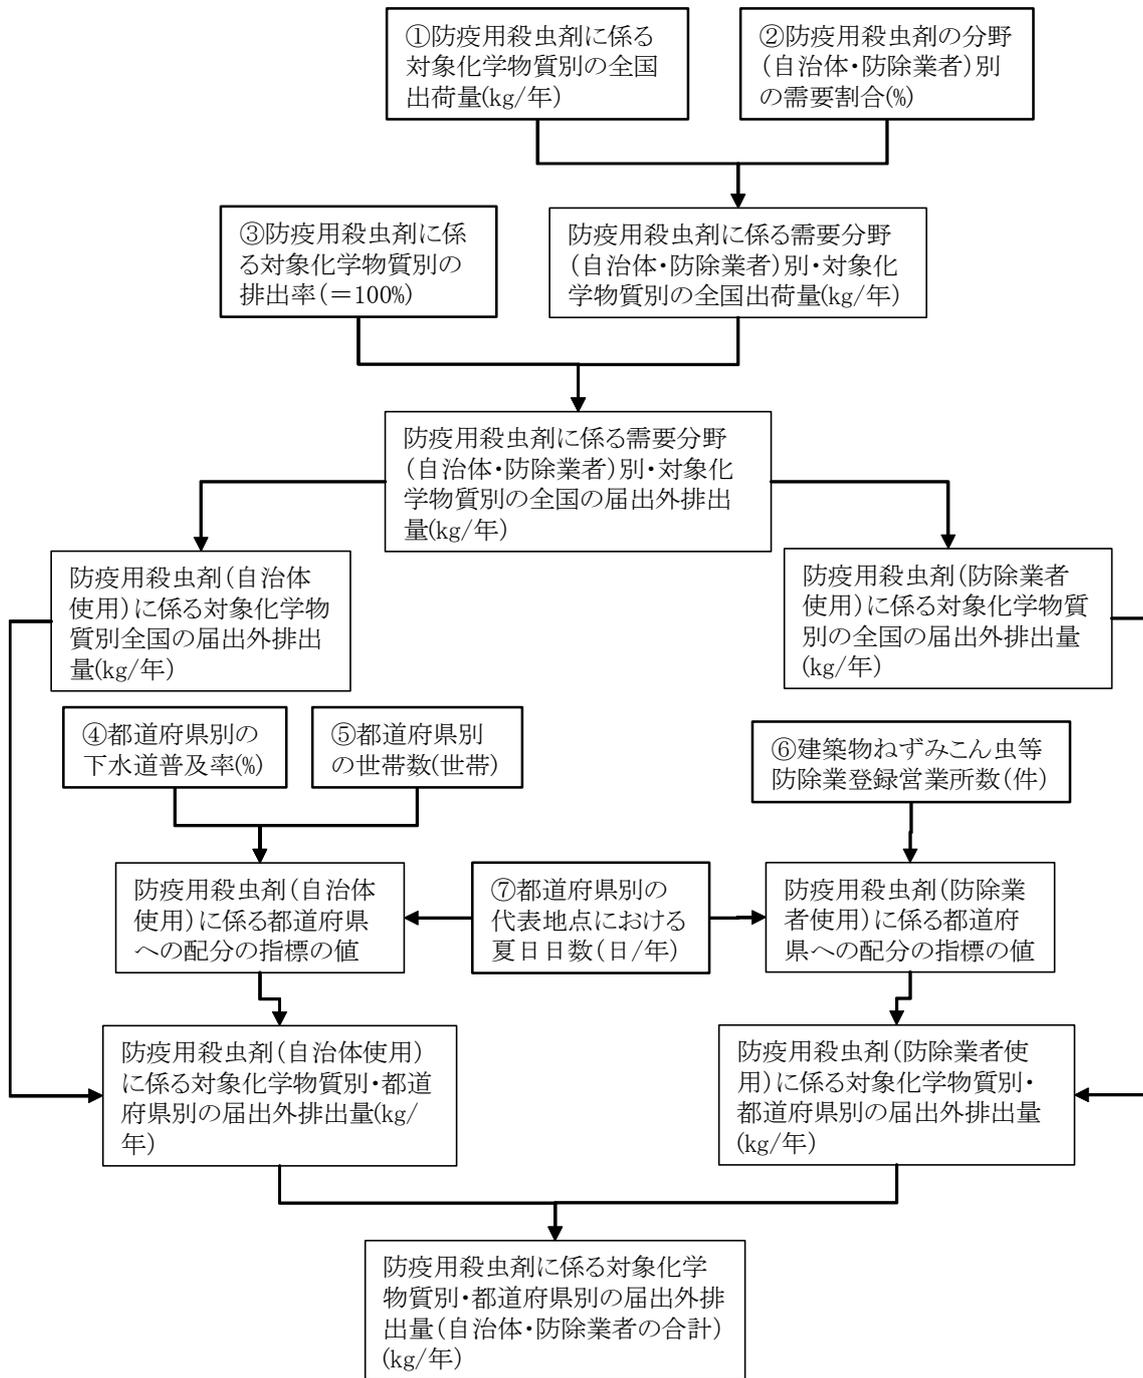 ①防疫用殺虫剤に係る
対象化学物質別の全国
出荷量(kg/年)
②防疫用殺虫剤の分野
(自治体・防除業者)別
の需要割合(%)
③防疫用殺虫剤に係
る対象化学物質別の
排出率(=100%)
防疫用殺虫剤に係る需要分野
(自治体・防除業者)別・対象化
学物質別の全国出荷量(kg/年)
防疫用殺虫剤に係る需要分野
(自治体・防除業者)別・対象化
学物質別の全国の届出外排出
量(kg/年)
防疫用殺虫剤(自治体
使用)に係る対象化学物
質別全国の届出外排出
量(kg/年)
防疫用殺虫剤(防除業者
使用)に係る対象化学物質
別の全国の届出外排出量
(kg/年)
④都道府県別の
下水道普及率(%)
⑤都道府県別
の世帯数(世帯)
⑥建築物ねずみこん虫等
防除業登録営業所数(件)
防疫用殺虫剤(自治体
使用)に係る都道府県
への配分の指標の値
⑦都道府県別の
代表地点における
夏日日数(日/年)
防疫用殺虫剤(防除業
者使用)に係る都道府
県への配分の指標の値
防疫用殺虫剤(自治体使用)
に係る対象化学物質別・都道
府県別の届出外排出量(kg/
年)
防疫用殺虫剤(防除業者使
用)に係る対象化学物質別・
都道府県別の届出外排出量
(kg/年)
防疫用殺虫剤に係る対象化学
物質別・都道府県別の届出外排
出量(自治体・防除業者の合計)
(kg/年)